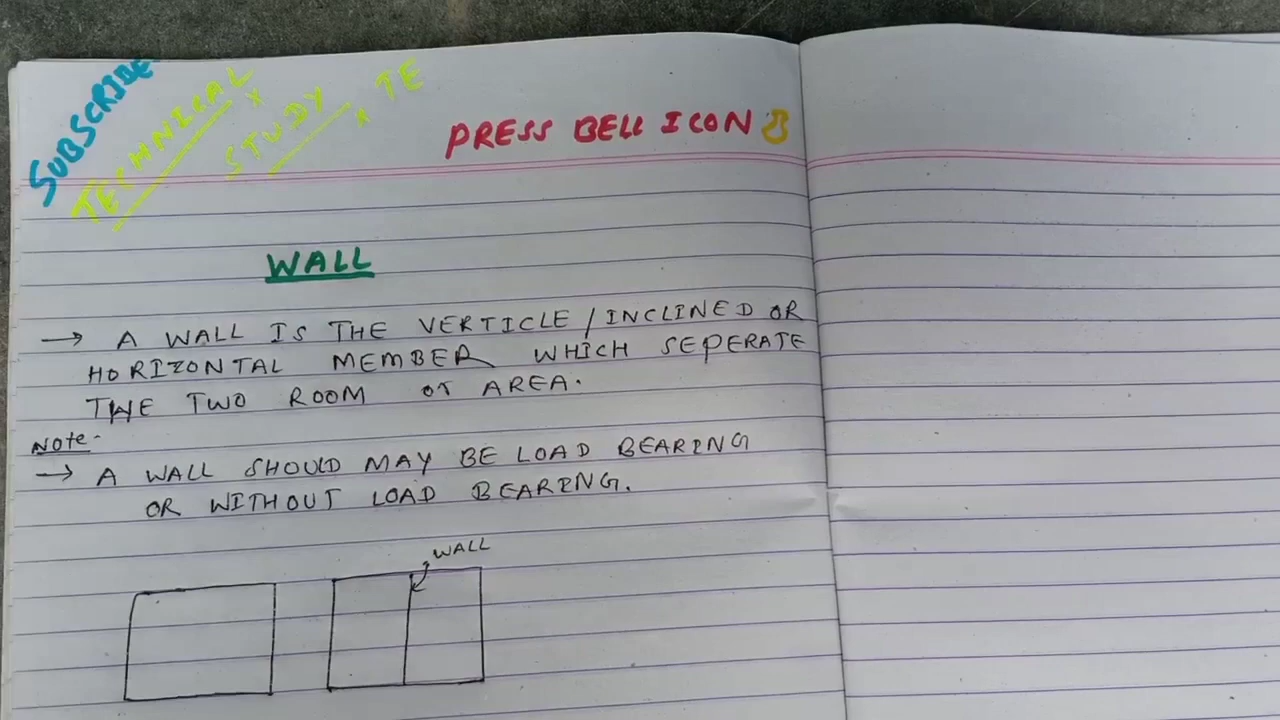 SUBSCRIBE
TECHNICAL
STUDY TE
PRESS BELL ICON
WALL
→ A WALL IS THE VERTICLE / INCLINED OR
HORIZONTAL MEMBER WHICH SEPERATE
THE TWO ROOM or AREA.
Note-
→ A WALL SHOULD MAY BE LOAD BEARING
OR WITHOUT LOAD BEARING.
WALL